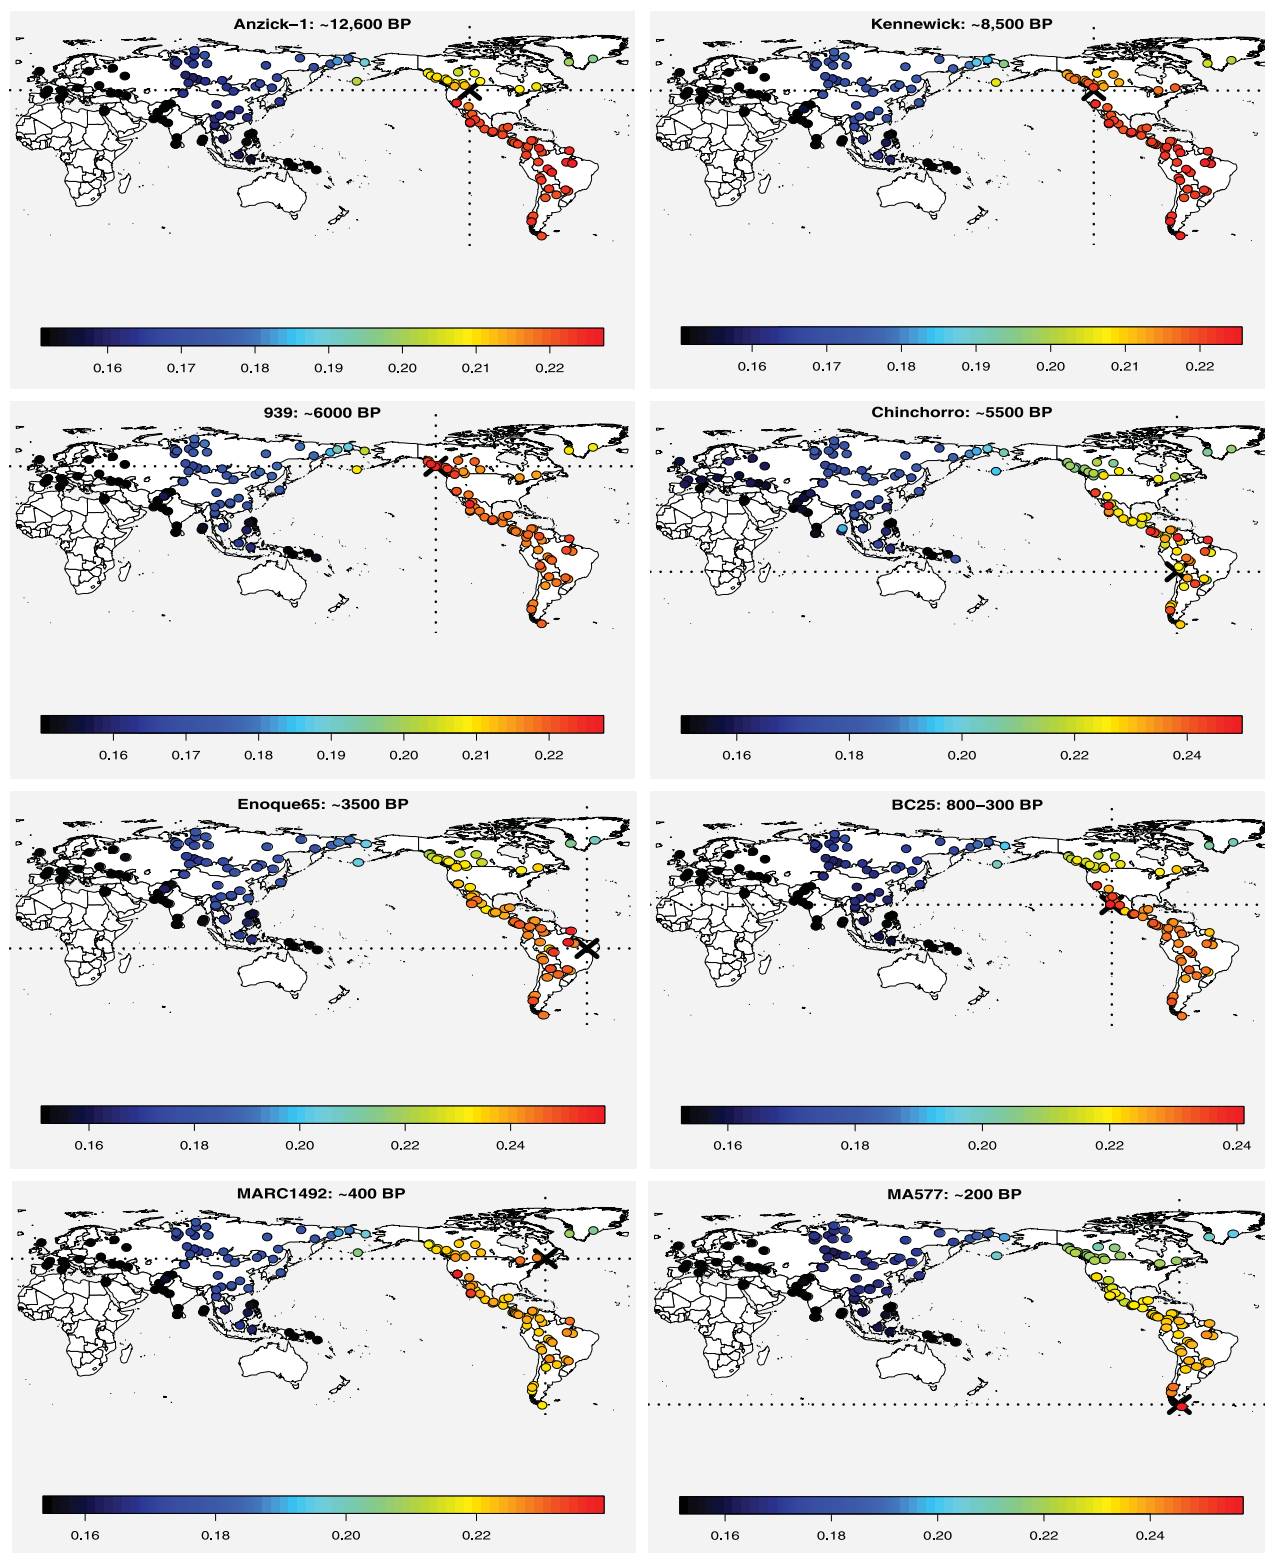 Anzick−1: ~12,600 BP
0.16 0.17 0.18 0.19 0.20 0.21 0.22
Kennewick: ~8,500 BP
0.16 0.17 0.18 0.19 0.20 0.21 0.22
939: ~6000 BP
0.16 0.17 0.18 0.19 0.20 0.21 0.22
Chinchorro: ~5500 BP
0.16 0.18 0.20 0.22 0.24
Enoque65: ~3500 BP
0.16 0.18 0.20 0.22 0.24
BC25: 800−300 BP
0.16 0.18 0.20 0.22 0.24
MARC1492: ~400 BP
0.16 0.18 0.20 0.22
MA577: ~200 BP
0.16 0.18 0.20 0.22 0.24